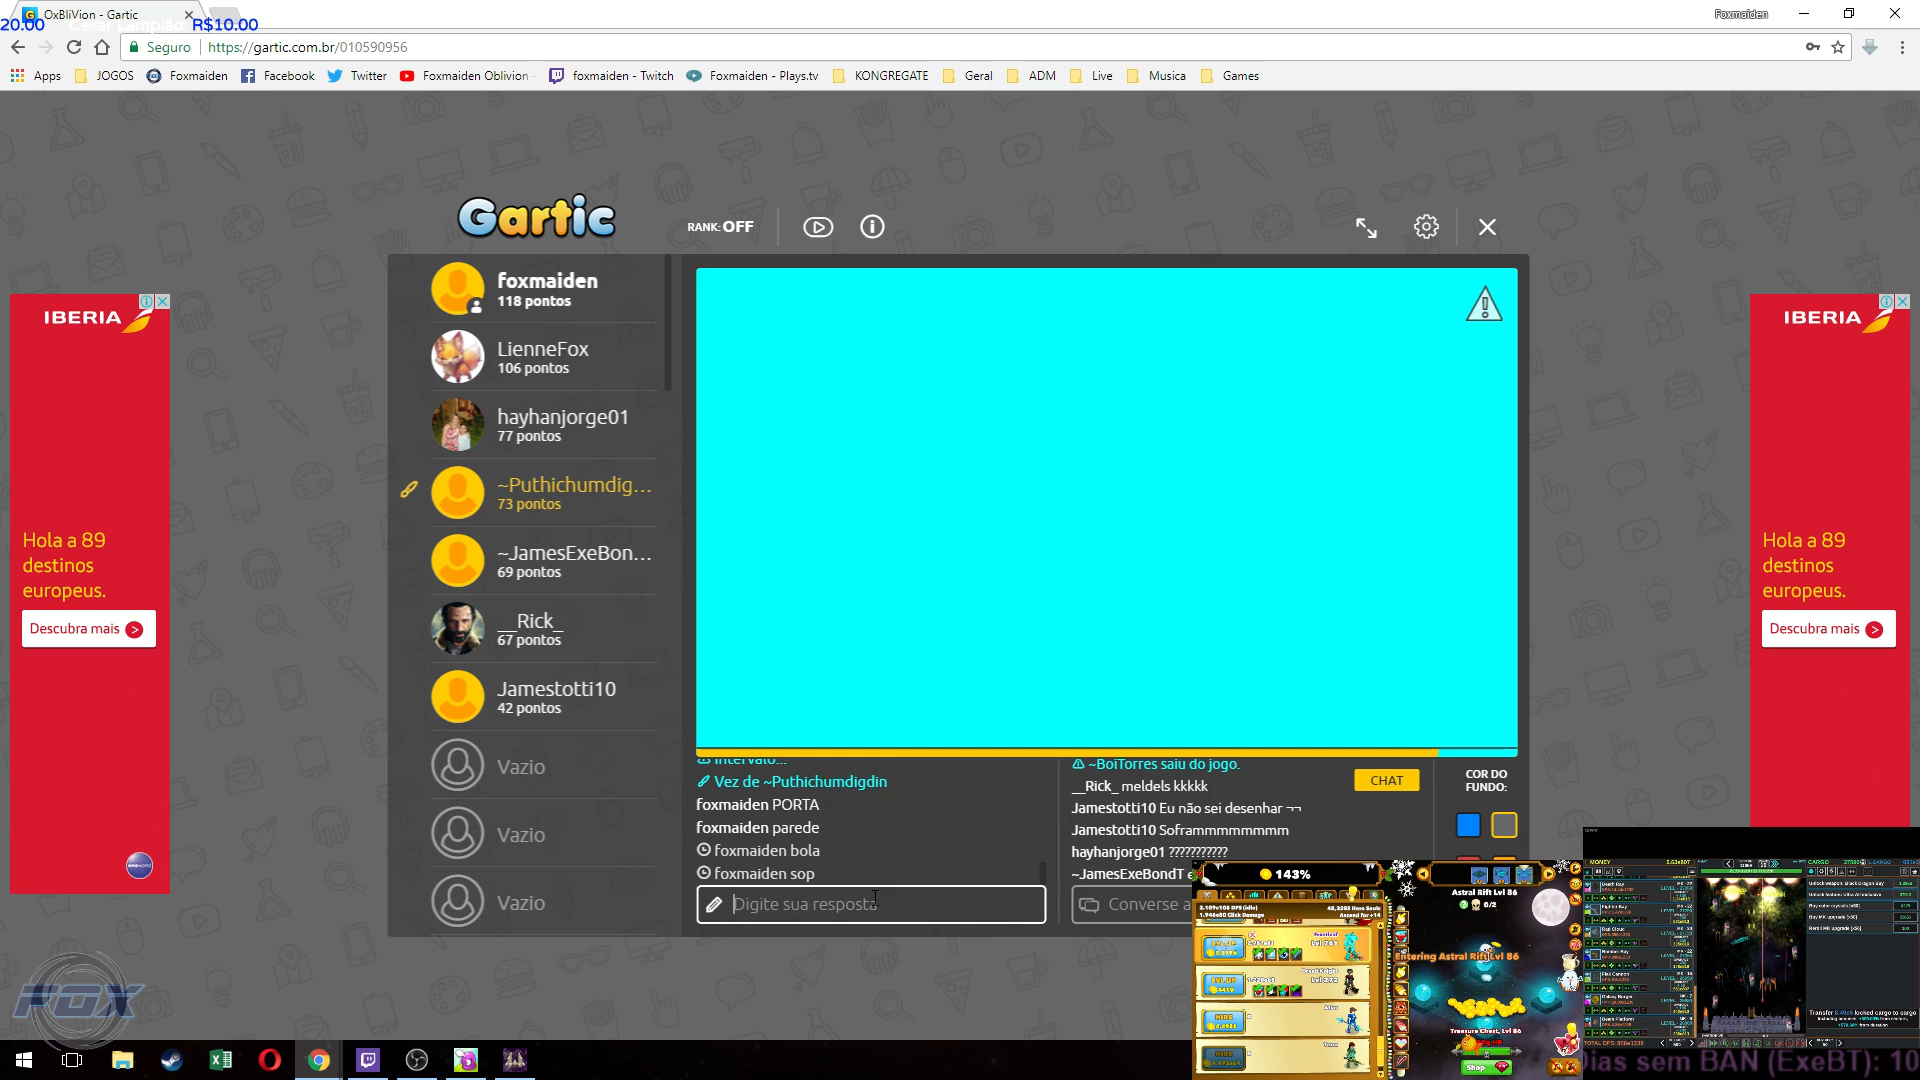 OxBliVion - Gartic
20.00
R$10.00
Foxmaiden
Seguro
https://gartic.com.br/010590956
Apps
JOGOS
Foxmaiden
Facebook
Twitter
Foxmaiden Oblivion
foxmaiden - Twitch
Foxmaiden - Plays.tv
KONGREGATE
Geral
ADM
Live
Musica
Games
Gartic
RANK: OFF
IBERIA
Hola a 89
destinos
europeus.
Descubra mais
foxmaiden
118 pontos
LienneFox
106 pontos
hayhanjorge01
77 pontos
~Puthichumdig...
73 pontos
~JamesExeBon...
69 pontos
__Rick_
67 pontos
Jamestotti10
42 pontos
Vazio
Vazio
Vazio
Intervalo...
Vez de ~Puthichumdigdin
foxmaiden PORTA
foxmaiden parede
foxmaiden bola
foxmaiden sop
Digite sua resposta
~BoiTorres saiu do jogo.
__Rick_ meldels kkkkk
Jamestotti10 Eu não sei desenhar ¬¬
Jamestotti10 Soframmmmmmmm
hayhanjorge01 ???????????
~JamesExeBondT e
Converse a
CHAT
COR DO
FUNDO:
IBERIA
Hola a 89
destinos
europeus.
Descubra mais
143%
Astral Rift Lvl 86
0/2
Entering Astral Rift Lvl 86
Treasure Chest, Lvl 86
Shop
FOX
Dias sem BAN (ExeBT): 10